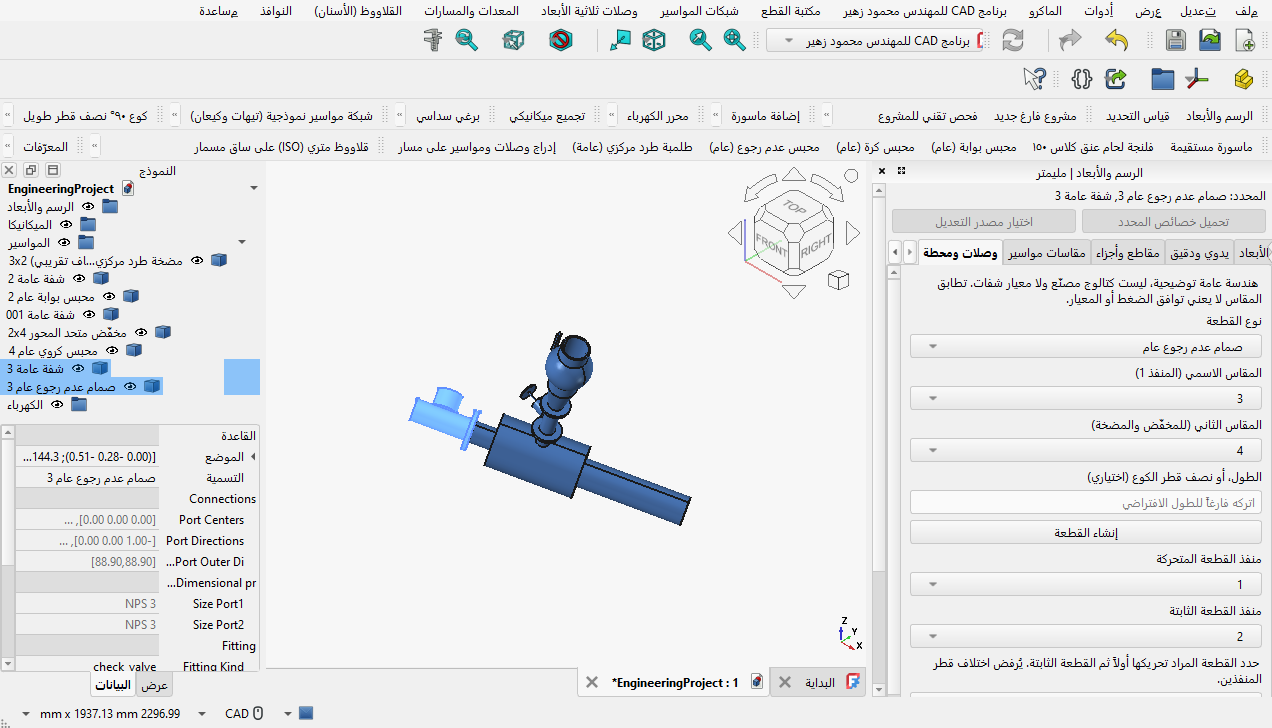 ملف تعديل عرض أدوات الماكرو برنامج CAD للمهندس محمود زهير مكتبة القطع شبكات المواسير وصلات ثلاثية الأبعاد المعدات والمسارات القلاووظ (الأسنان) النوافذ مساعدة
برنامج CAD للمهندس محمود زهير
الرسم والأبعاد قياس التحديد مشروع فارغ جديد فحص تقني للمشروع إضافة ماسورة محرر الكهرباء تجميع ميكانيكي برغي سداسي شبكة مواسير نموذجية (تيهات وكيعان) كوع ٩٠° نصف قطر طويل
ماسورة مستقيمة فلنجة لحام عنق كلاس ١٥٠ محبس بوابة (عام) محبس كرة (عام) محبس عدم رجوع (عام) طلمبة طرد مركزي (عامة) إدراج وصلات ومواسير على مسار قلاووظ متري (ISO) على ساق مسمار المعرّفات
النموذج
EngineeringProject
الرسم والأبعاد
الميكانيكا
المواسير
مضخة طرد مركزي...اف تقريبي) 3x2
شفة عامة 2
محبس بوابة عام 2
شفة عامة 001
مخفّض متحد المحور 2x4
محبس كروي عام 4
شفة عامة 3
صمام عدم رجوع عام 3
الكهرباء
القاعدة
الموضع [(0.00 -0.28 -0.51); 144.3...
التسمية صمام عدم رجوع عام 3
Connections
Port Centers [0.00 0.00 0.00], ...
Port Directions [-1.00 0.00 0.00], ...
Port Outer Di... [88.90,88.90]
Dimensional pr...
Size Port1 NPS 3
Size Port2 NPS 3
Fitting
Fitting Kind check_valve
عرض البيانات
TOP
FRONT
RIGHT
Z
Y
X
البداية
EngineeringProject : 1*
الرسم والأبعاد | مليمتر
المحدد: صمام عدم رجوع عام 3, شفة عامة 3
تحميل خصائص المحدد اختيار مصدر التعديل
الأبعاد يدوي ودقيق مقاطع وأجزاء مقاسات مواسير وصلات ومحطة
هندسة عامة توضيحية، ليست كتالوج مصنّع ولا معيار شفات. تطابق
المقاس لا يعني توافق الضغط أو المعيار.
نوع القطعة
صمام عدم رجوع عام
المقاس الاسمي (المنفذ 1)
3
المقاس الثاني (للمخفّض والمضخة)
4
الطول، أو نصف قطر الكوع (اختياري)
اتركه فارغاً للطول الافتراضي
إنشاء القطعة
منفذ القطعة المتحركة
1
منفذ القطعة الثابتة
2
حدد القطعة المراد تحريكها أولاً ثم القطعة الثابتة. يُرفض اختلاف قطر
المنفذين.
mm x 1937.13 mm 2296.99 CAD